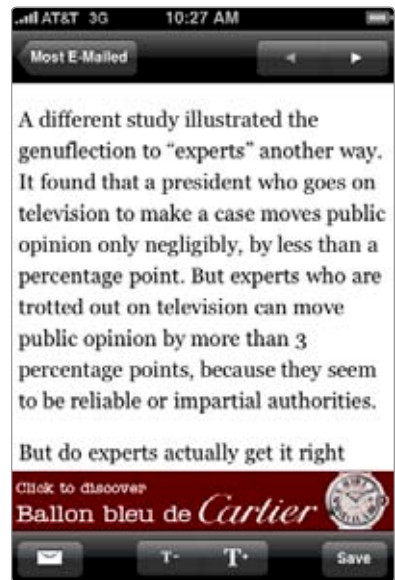 AT&T 3G 10:27 AM
Most E-Mailed
A different study illustrated the
genuflection to “experts” another way.
It found that a president who goes on
television to make a case moves public
opinion only negligibly, by less than a
percentage point. But experts who are
trotted out on television can move
public opinion by more than 3
percentage points, because they seem
to be reliable or impartial authorities.
But do experts actually get it right
Click to discover
Ballon bleu de Cartier
T- T+ Save